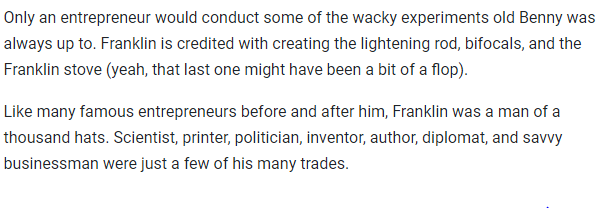 Only an entrepreneur would conduct some of the wacky experiments old Benny was
always up to. Franklin is credited with creating the lightening rod, bifocals, and the
Franklin stove (yeah, that last one might have been a bit of a flop).
Like many famous entrepreneurs before and after him, Franklin was a man of a
thousand hats. Scientist, printer, politician, inventor, author, diplomat, and savvy
businessman were just a few of his many trades.